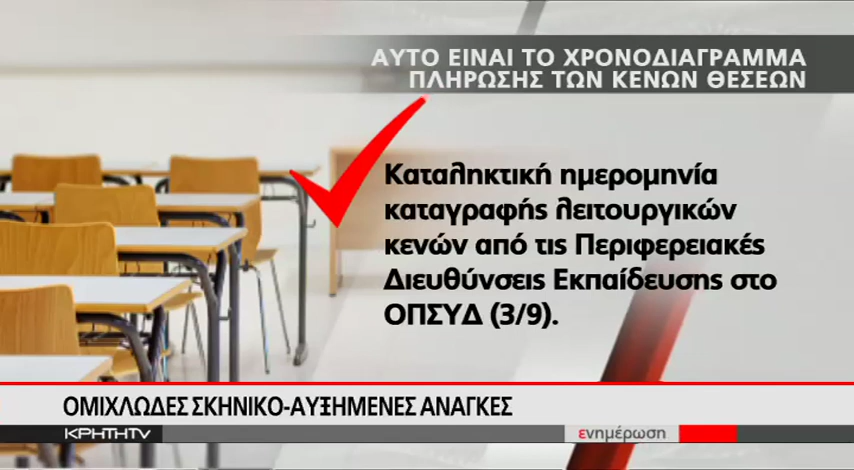 ΑΥΤΟ ΕΙΝΑΙ ΤΟ ΧΡΟΝΟΔΙΑΓΡΑΜΜΑ
ΠΛΗΡΩΣΗΣ ΤΩΝ ΚΕΝΩΝ ΘΕΣΕΩΝ
Καταληκτική ημερομηνία
καταγραφής λειτουργικών
κενών από τις Περιφερειακές
Διευθύνσεις Εκπαίδευσης στο
ΟΠΣΥΔ (3/9).
ΟΜΙΧΛΩΔΕΣ ΣΚΗΝΙΚΟ-ΑΥΞΗΜΕΝΕΣ ΑΝΑΓΚΕΣ
ΚΡΗΤΗTV
ενημέρωση